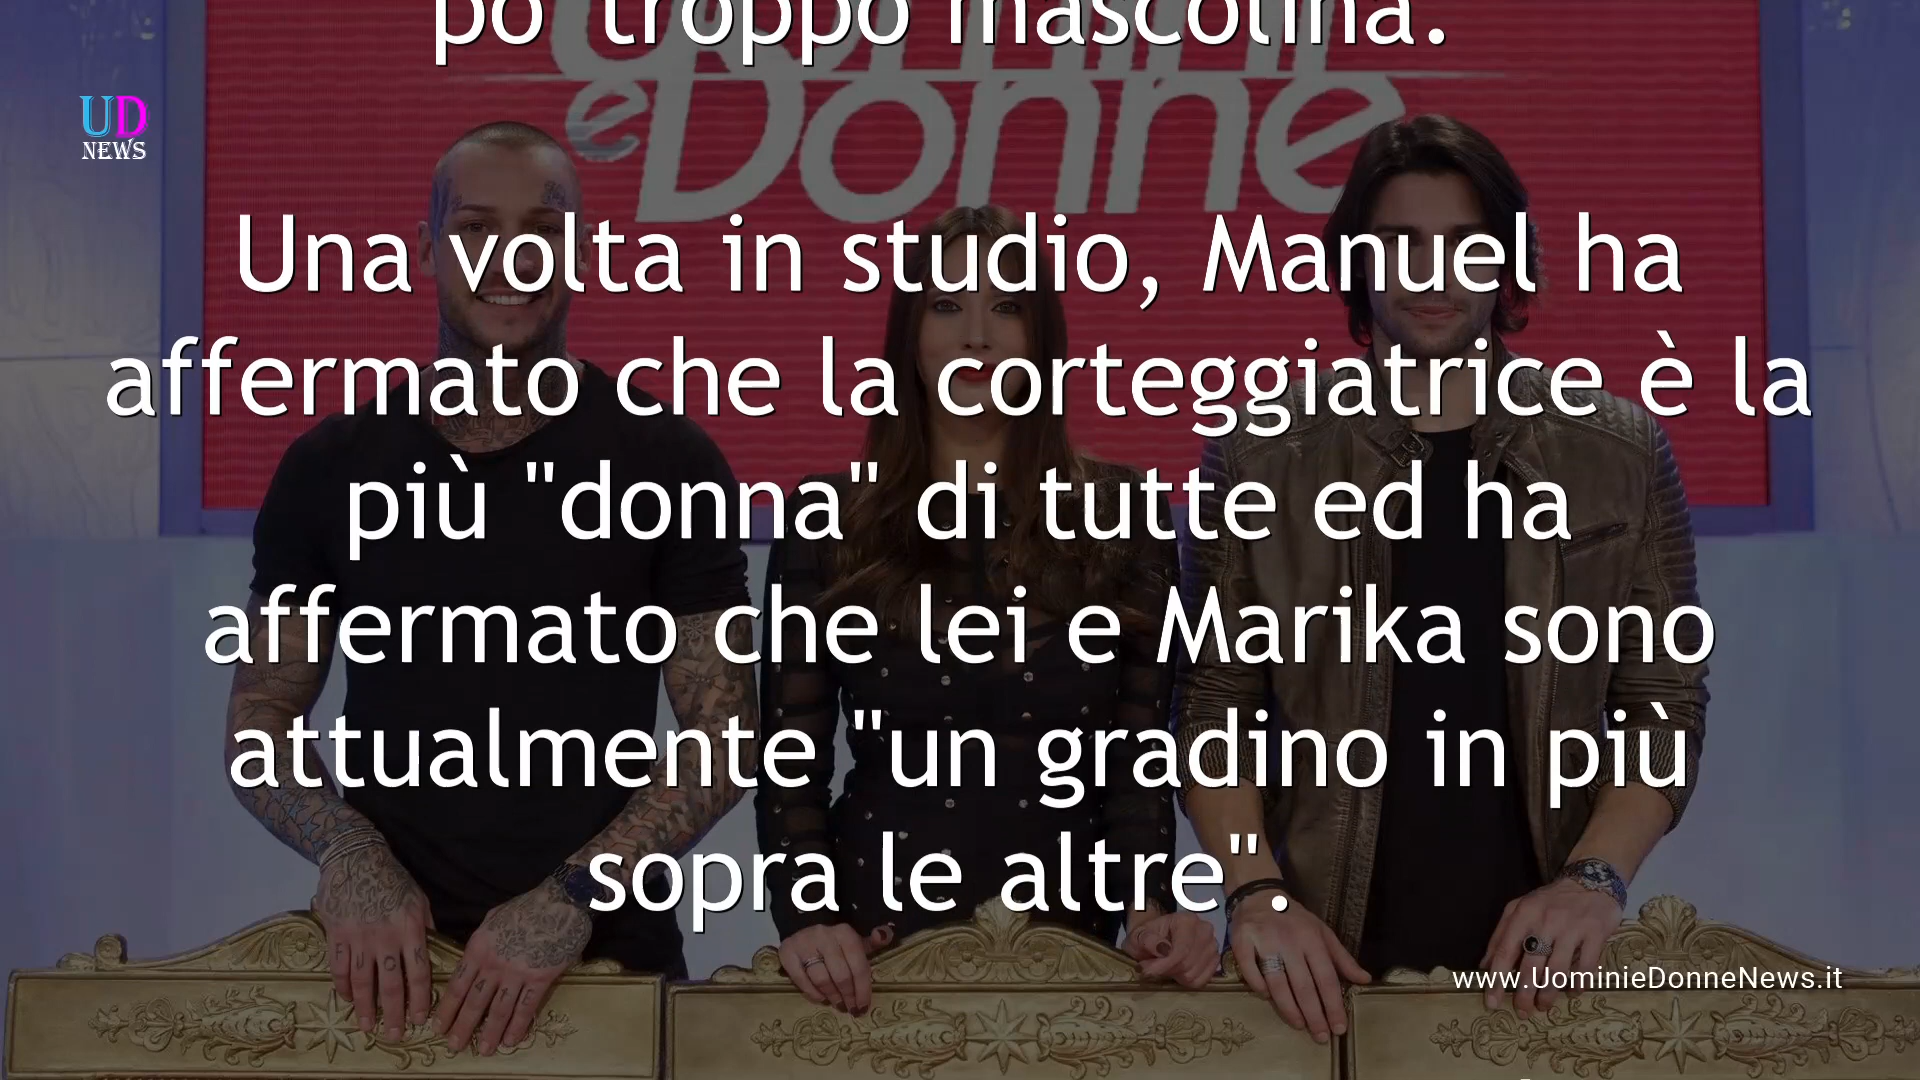 po' troppo mascolina.
Uomini
e Donne
UD
NEWS
Una volta in studio, Manuel ha
affermato che la corteggiatrice è la
più "donna" di tutte ed ha
affermato che lei e Marika sono
attualmente "un gradino in più
sopra le altre".
www.UominieDonneNews.it